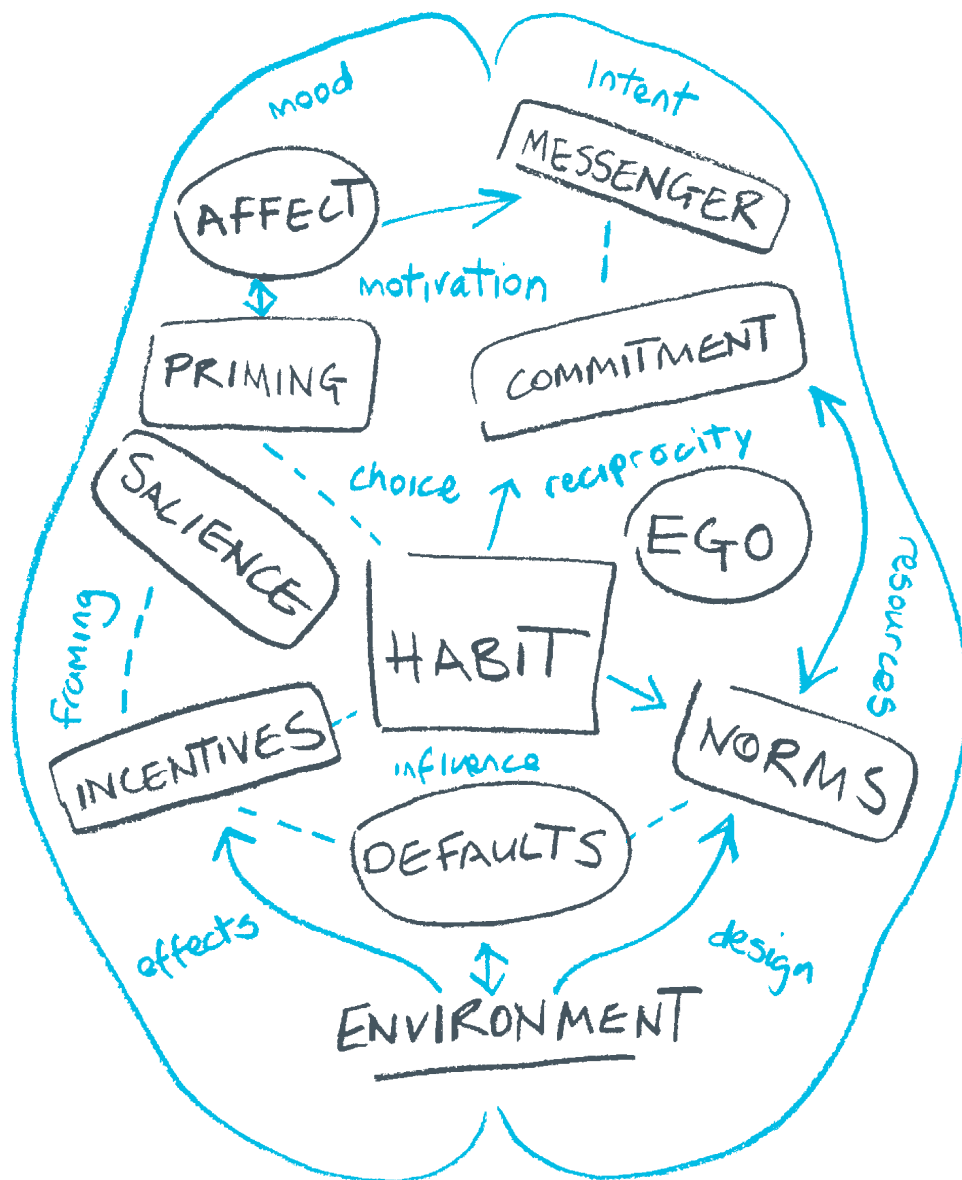 mood
Intent
MESSENGER
AFFECT
motivation
PRIMING
COMMITMENT
choice
reciprocity
SALIENCE
EGO
resources
framing
HABIT
INCENTIVES
NORMS
influence
DEFAULTS
effects
design
ENVIRONMENT